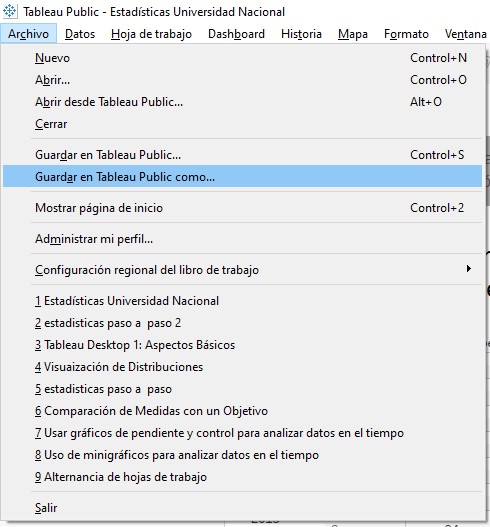 Tableau Public - Estadísticas Universidad Nacional
Archivo Datos Hoja de trabajo Dashboard Historia Mapa Formato Ventana
Nuevo Control+N
Abrir... Control+O
Abrir desde Tableau Public... Alt+O
Cerrar
Guardar en Tableau Public... Control+S
Guardar en Tableau Public como...
Mostrar página de inicio Control+2
Administrar mi perfil...
Configuración regional del libro de trabajo
1 Estadísticas Universidad Nacional
2 estadisticas paso a  paso 2
3 Tableau Desktop 1: Aspectos Básicos
4 Visuaización de Distribuciones
5 estadisticas paso a  paso
6 Comparación de Medidas con un Objetivo
7 Usar gráficos de pendiente y control para analizar datos en el tiempo
8 Uso de minigráficos para analizar datos en el tiempo
9 Alternancia de hojas de trabajo
Salir